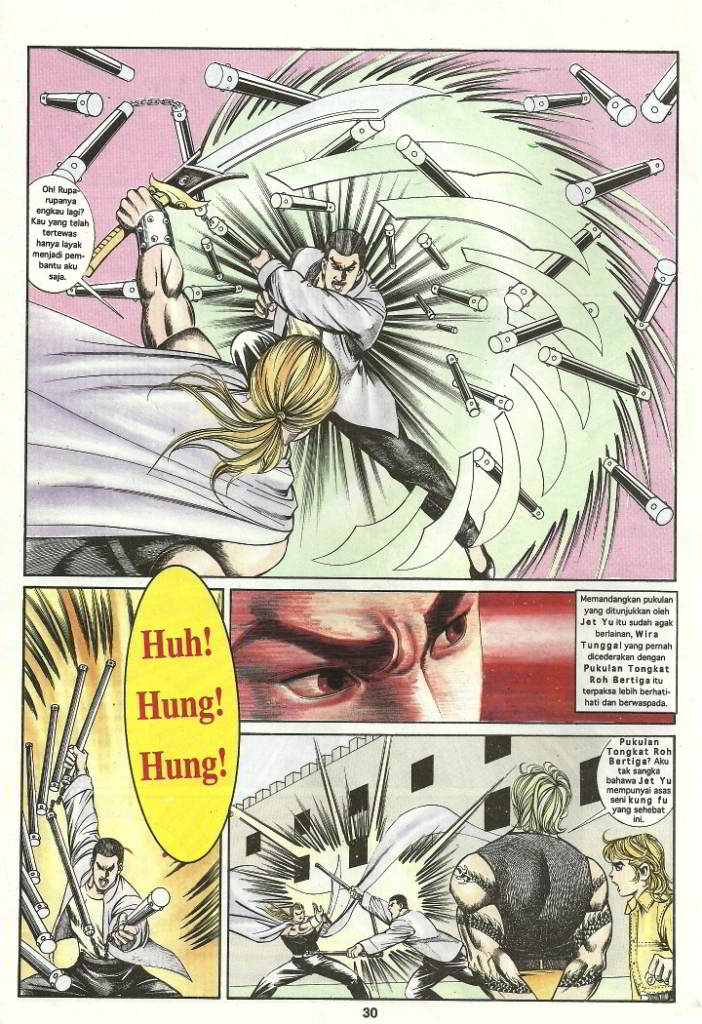 Oh! Rupa-
rupanya
engkau lagi?
Kau yang telah
tertewas
hanya layak
menjadi pem-
bantu aku
saja.
Huh!
Hung!
Hung!
Memandangkan pukulan
yang ditunjukkan oleh
Jet Yu itu sudah agak
berlainan, Wira
Tunggal yang pernah
dicederakan dengan
Pukulan Tongkat
Roh Bertiga itu
terpaksa lebih berhati-
hati dan berwaspada.
Pukulan
Tongkat Roh
Bertiga? Aku
tak sangka
bahawa Jet Yu
mempunyai asas
seni kung fu
yang sehebat
ini.
30